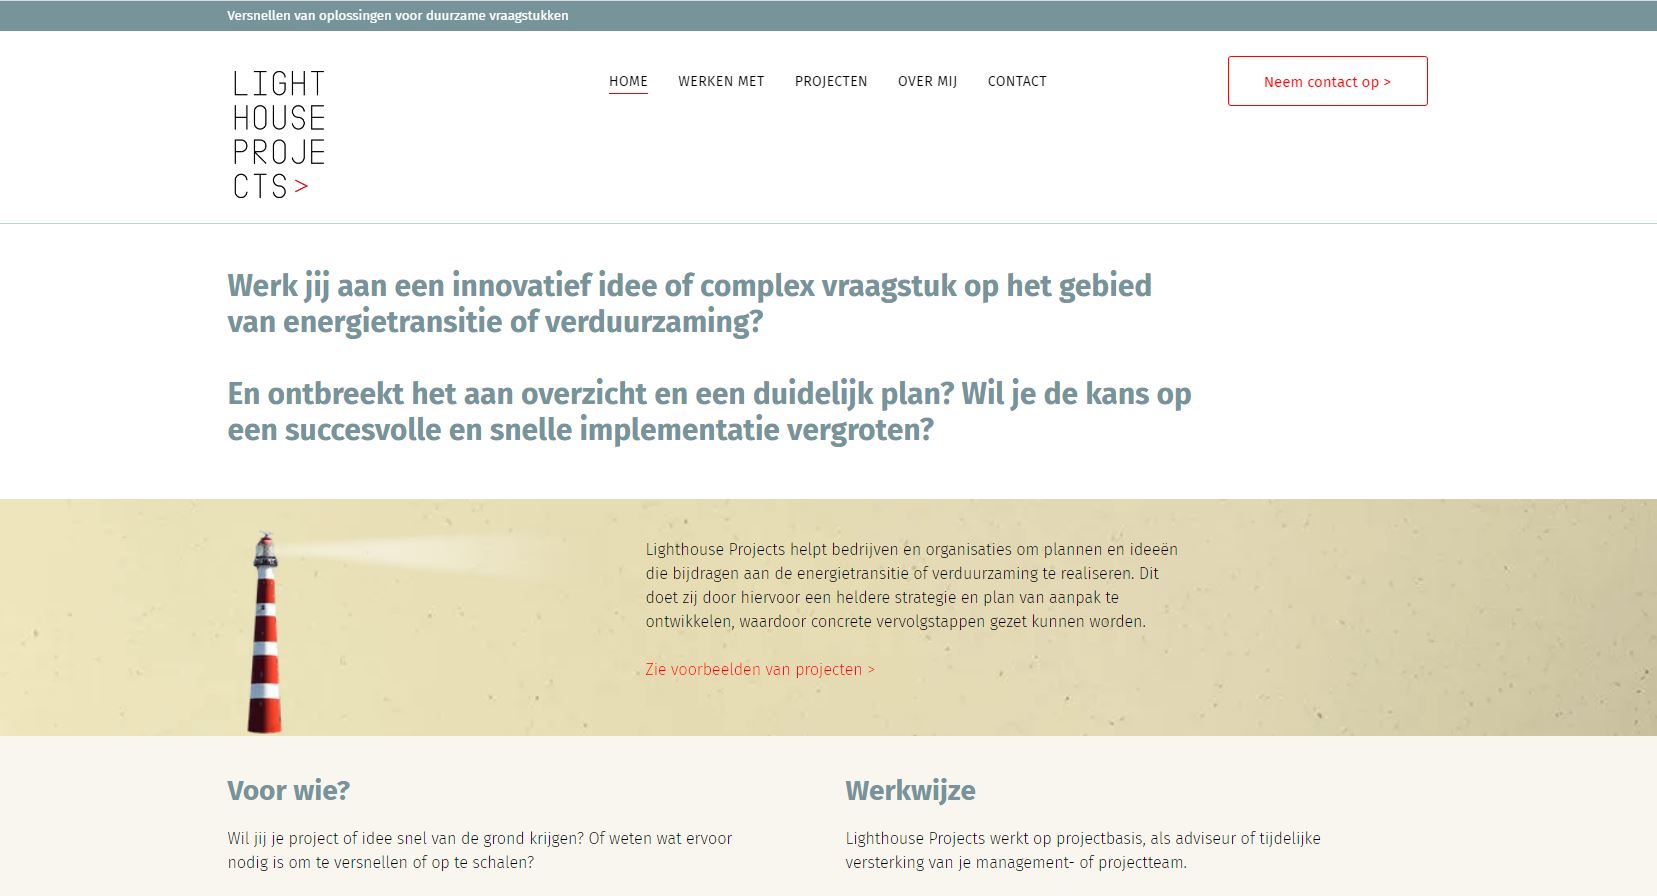 Versnellen van oplossingen voor duurzame vraagstukken
LIGHT
HOUSE
PROJE
CTS >
HOME WERKEN MET PROJECTEN OVER MIJ CONTACT
Neem contact op >
Werk jij aan een innovatief idee of complex vraagstuk op het gebied
van energietransitie of verduurzaming?
En ontbreekt het aan overzicht en een duidelijk plan? Wil je de kans op
een succesvolle en snelle implementatie vergroten?
Lighthouse Projects helpt bedrijven en organisaties om plannen en ideeën
die bijdragen aan de energietransitie of verduurzaming te realiseren. Dit
doet zij door hiervoor een heldere strategie en plan van aanpak te
ontwikkelen, waardoor concrete vervolgstappen gezet kunnen worden.
Zie voorbeelden van projecten >
Voor wie?
Wil jij je project of idee snel van de grond krijgen? Of weten wat ervoor
nodig is om te versnellen of op te schalen?
Werkwijze
Lighthouse Projects werkt op projectbasis, als adviseur of tijdelijke
versterking van je management- of projectteam.